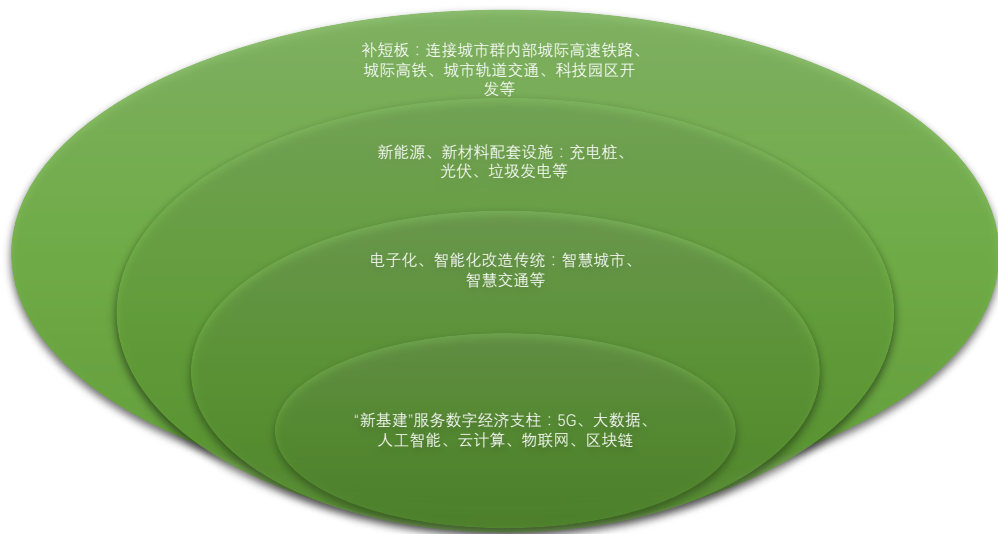 补短板：连接城市群内部城际高速铁路、
城际高铁、城市轨道交通、科技园区开
发等
新能源、新材料配套设施：充电桩、
光伏、垃圾发电等
电子化、智能化改造传统：智慧城市、
智慧交通等
“新基建”服务数字经济支柱：5G、大数据、
人工智能、云计算、物联网、区块链